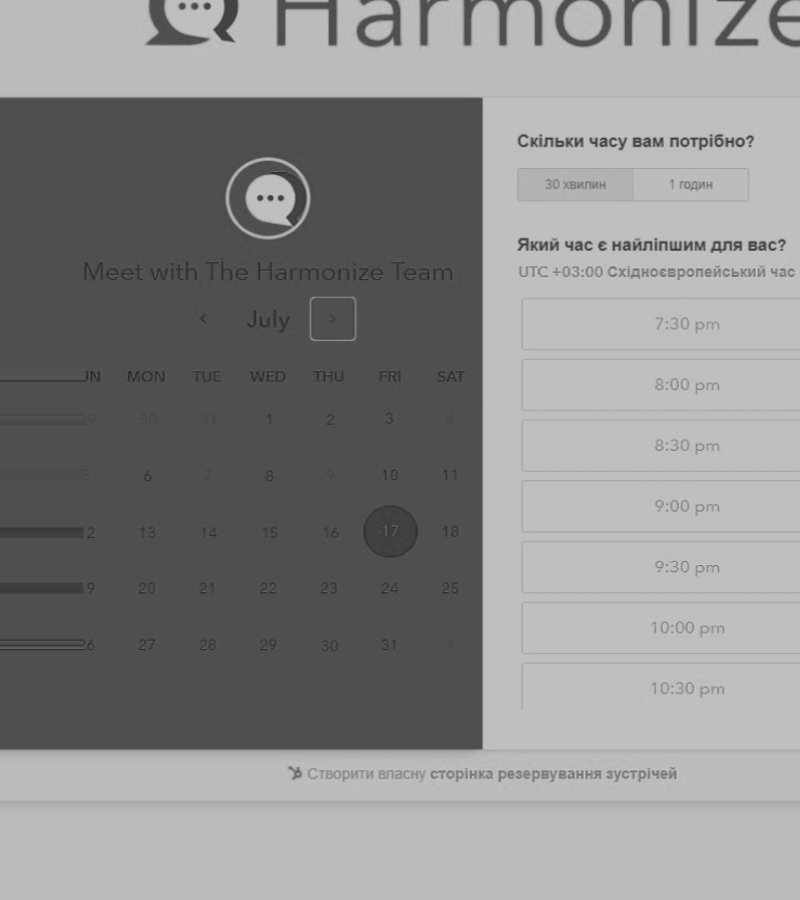 Harmonize
Meet with The Harmonize Team
July
UN MON TUE WED THU FRI SAT
29 30 31 1 2 3 4
5 6 7 8 9 10 11
2 13 14 15 16 17 18
9 20 21 22 23 24 25
6 27 28 29 30 31 1
Скільки часу вам потрібно?
30 хвилин 1 годин
Який час є найліпшим для вас?
UTC +03:00 Східноєвропейський час
7:30 pm
8:00 pm
8:30 pm
9:00 pm
9:30 pm
10:00 pm
10:30 pm
Створити власну сторінка резервування зустрічей